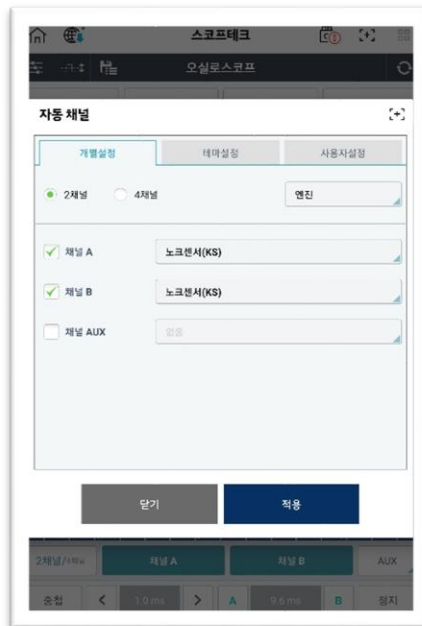 스코프테크
오실로스코프
자동 채널
개별설정 테마설정 사용자설정
2채널 4채널 엔진
채널 A 노크센서(KS)
채널 B 노크센서(KS)
채널 AUX 없음
닫기 적용
2채널/4채널 채널 A 채널 B AUX
중첩 < 1.0 ms > A 9.6 ms B 정지